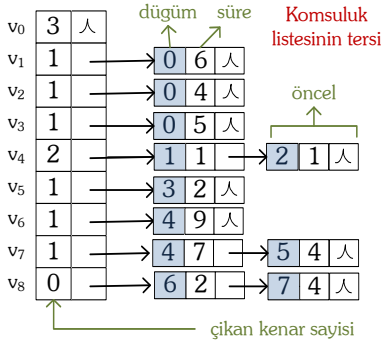 düğüm süre Komsuluk
listesinin tersi
v0 3 人
v1 1 0 6 人
v2 1 0 4 人 öncel
v3 1 0 5 人
v4 2 1 1 2 1 人
v5 1 3 2 人
v6 1 4 9 人
v7 1 4 7 5 4 人
v8 0 6 2 7 4 人
çikan kenar sayisi